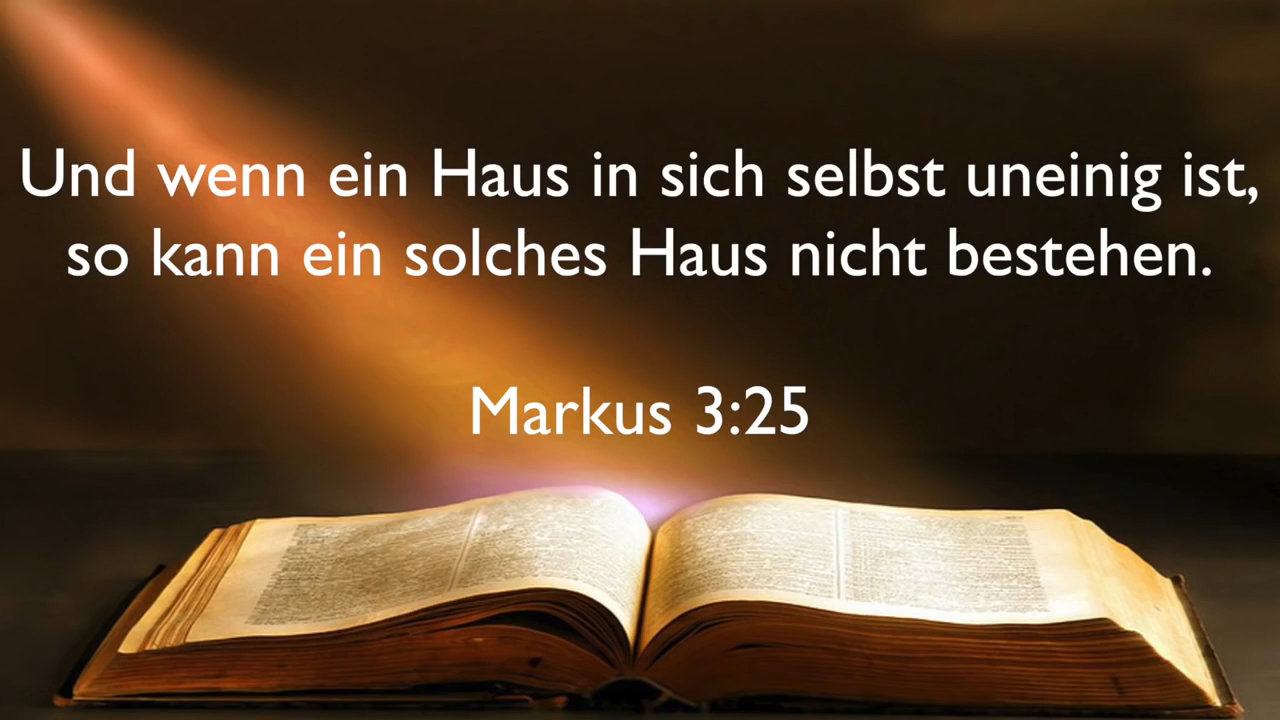 Und wenn ein Haus in sich selbst uneinig ist,
so kann ein solches Haus nicht bestehen.
Markus 3:25